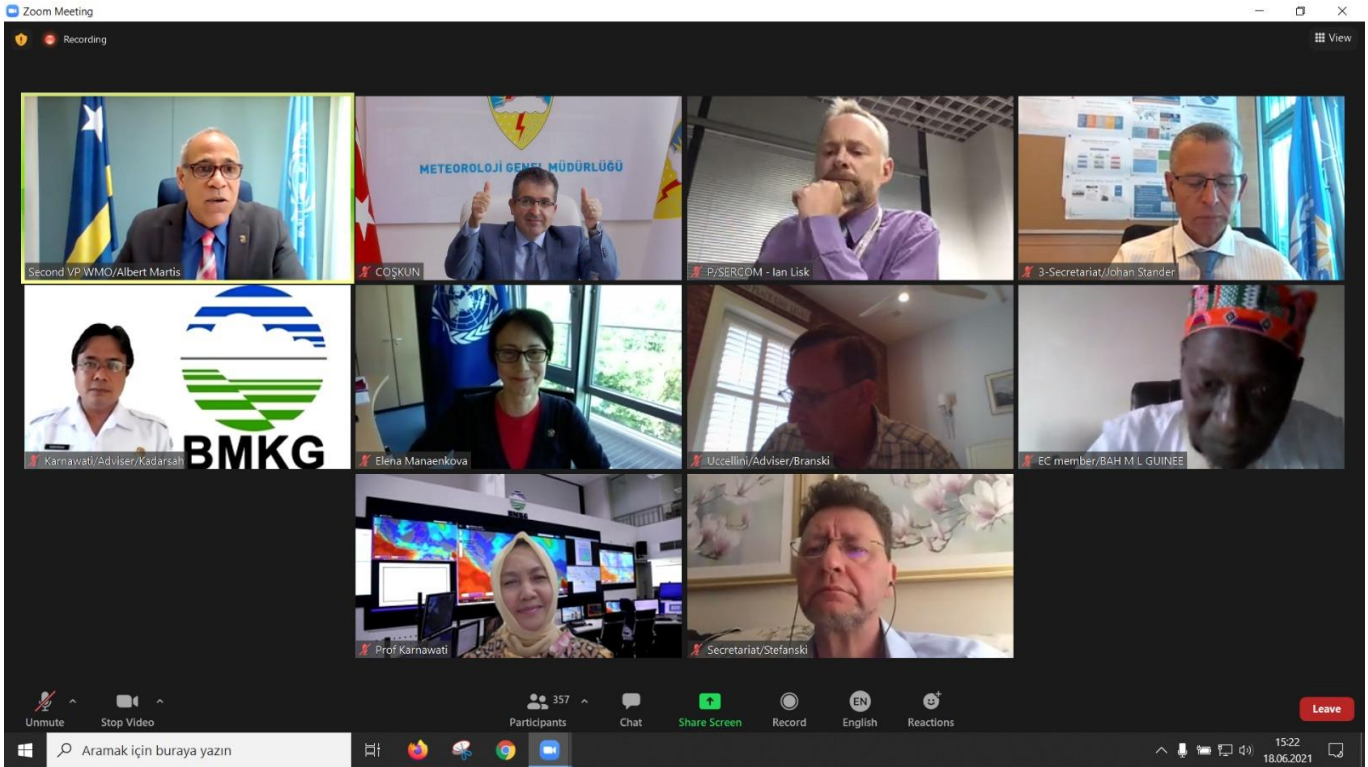 Zoom Meeting
Recording
View
METEOROLOJİ GENEL MÜDÜRLÜĞÜ
Second VP WMO/Albert Martis
COŞKUN
P/SERCOM - Ian Lisk
3-Secretariat/Johan Stander
BMKG
Karnawati/Adviser/Kadarsah
Elena Manaenkova
Uccellini/Adviser/Branski
EC member/BAH M L GUINEE
BMKG
Prof Karnawati
Secretariat/Stefanski
Unmute
Stop Video
357
Participants
Chat
Share Screen
Record
EN
English
Reactions
Leave
Aramak için buraya yazın
15:22
18.06.2021